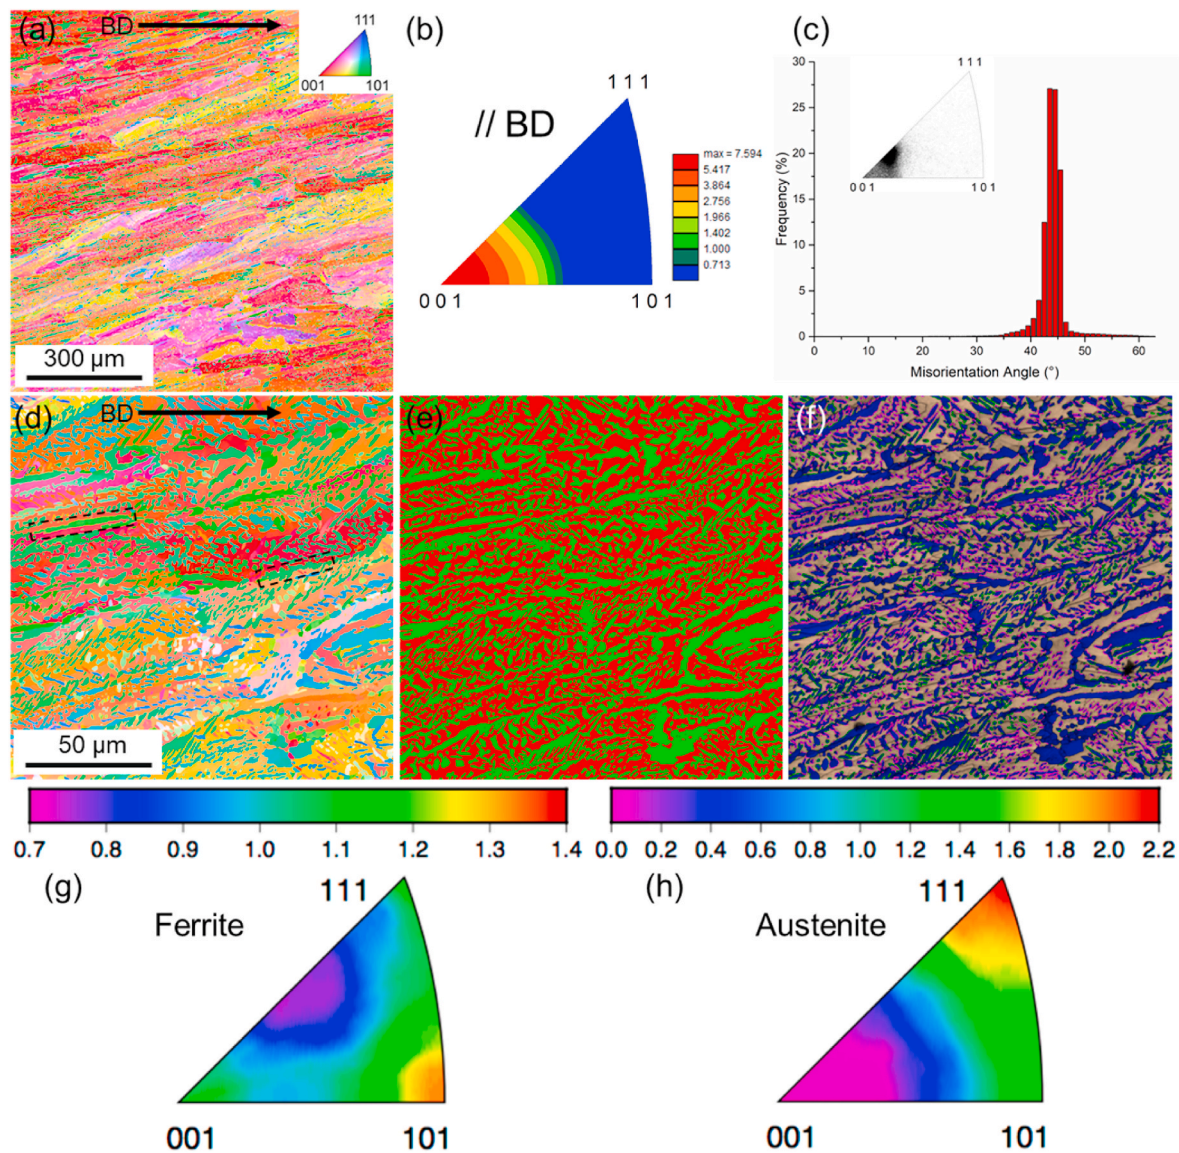 (a)
BD
111
001
101
300 µm
(b)
// BD
1 1 1
0 0 1
1 0 1
max = 7.594
5.417
3.864
2.756
1.966
1.402
1.000
0.713
(c)
30
25
20
15
10
5
0
Frequency (%)
1 1 1
0 0 1
1 0 1
0 10 20 30 40 50 60
Misorientation Angle (°)
(d)
BD
50 µm
(e)
(f)
0.7 0.8 0.9 1.0 1.1 1.2 1.3 1.4
0.0 0.2 0.4 0.6 0.8 1.0 1.2 1.4 1.6 1.8 2.0 2.2
(g)
Ferrite
111
001
101
(h)
Austenite
111
001
101